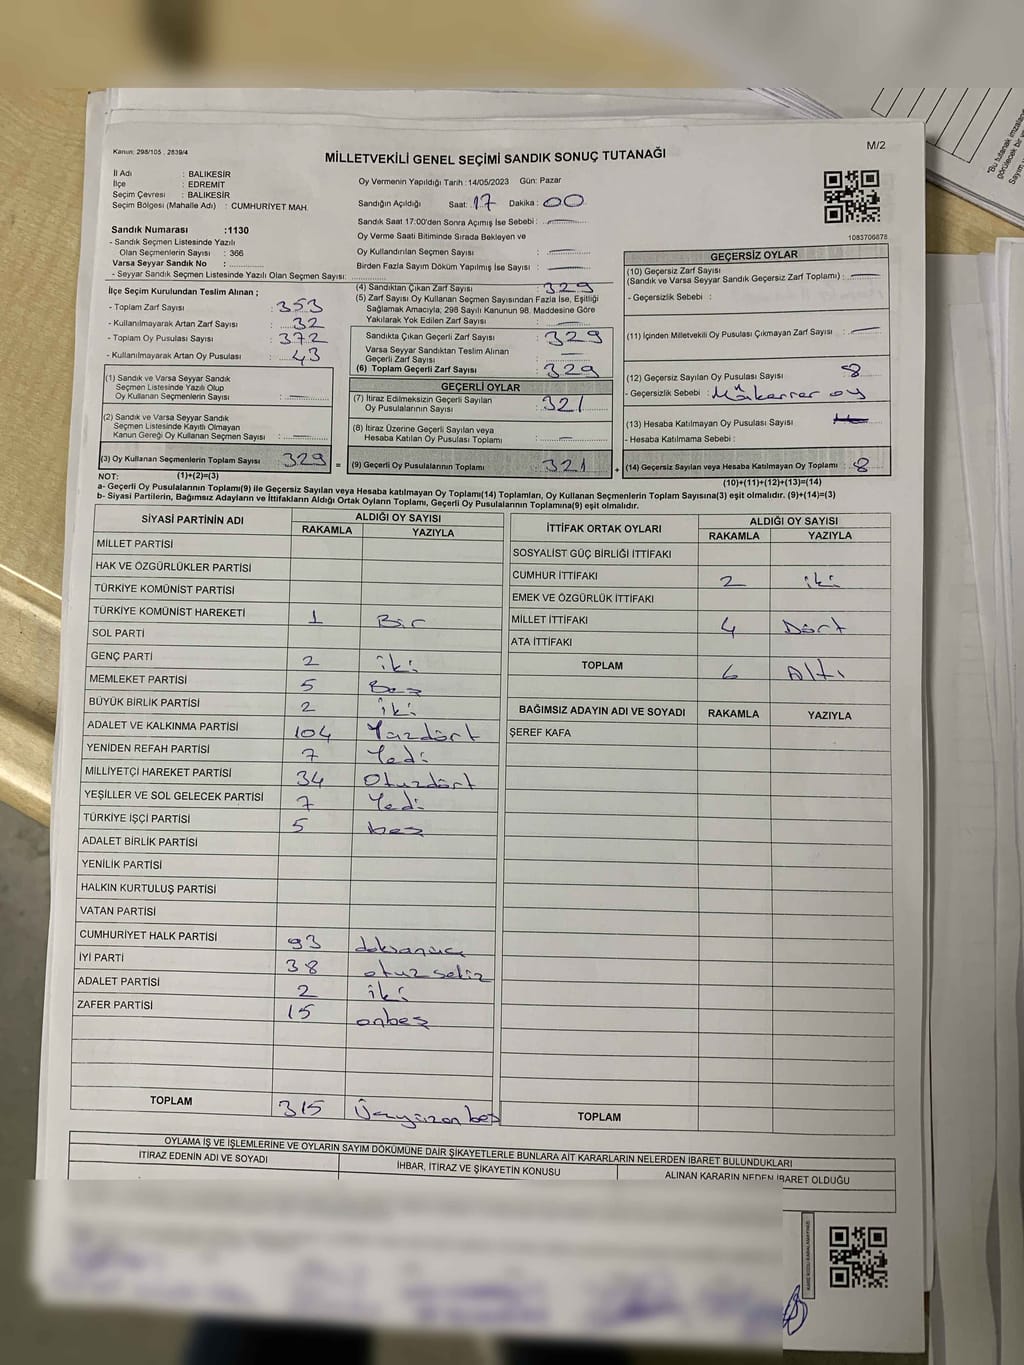 Kanun: 298/105 , 2839/4
MİLLETVEKİLİ GENEL SEÇİMİ SANDIK SONUÇ TUTANAĞI
M/2
İl Adı : BALIKESİR
İlçe : EDREMIT
Seçim Çevresi : BALIKESİR
Seçim Bölgesi (Mahalle Adı) : CUMHURİYET MAH.
Oy Vermenin Yapıldığı Tarih :14/05/2023 Gün: Pazar
Sandığın Açıldığı Saat: 17 Dakika: 00
Sandık Saat 17:00'den Sonra Açımış İse Sebebi :
Oy Verme Saati Bitiminde Sırada Bekleyen ve
Oy Kullandırılan Seçmen Sayısı :
Birden Fazla Sayım Döküm Yapılmış İse Sayısı :
1083706878
Sandık Numarası :1130
- Sandık Seçmen Listesinde Yazılı
Olan Seçmenlerin Sayısı : 366
Varsa Seyyar Sandık No :
- Seyyar Sandık Seçmen Listesinde Yazılı Olan Seçmen Sayısı:
İlçe Seçim Kurulundan Teslim Alınan ;
- Toplam Zarf Sayısı : 353
- Kullanılmayarak Artan Zarf Sayısı : 32
- Toplam Oy Pusulası Sayısı : 372
- Kullanılmayarak Artan Oy Pusulası : 43
(1) Sandık ve Varsa Seyyar Sandık
Seçmen Listesinde Yazılı Olup
Oy Kullanan Seçmenlerin Sayısı :
(2) Sandık ve Varsa Seyyar Sandık
Seçmen Listesinde Kayıtlı Olmayan
Kanun Gereği Oy Kullanan Seçmen Sayısı :
(3) Oy Kullanan Seçmenlerin Toplam Sayısı 329 =
(1)+(2)=(3)
(4) Sandıktan Çıkan Zarf Sayısı : 329
(5) Zarf Sayısı Oy Kullanan Seçmen Sayısından Fazla İse, Eşitliği
Sağlamak Amacıyla, 298 Sayılı Kanunun 98. Maddesine Göre
Yakılarak Yok Edilen Zarf Sayısı :
Sandıkta Çıkan Geçerli Zarf Sayısı : 329
Varsa Seyyar Sandıktan Teslim Alınan
Geçerli Zarf Sayısı :
(6) Toplam Geçerli Zarf Sayısı : 329
GEÇERLİ OYLAR
(7) İtiraz Edilmeksizin Geçerli Sayılan
Oy Pusulalarının Sayısı : 321
(8) İtiraz Üzerine Geçerli Sayılan veya
Hesaba Katılan Oy Pusulası Toplamı :
(9) Geçerli Oy Pusulalarının Toplamı 321 +
GEÇERSİZ OYLAR
(10) Geçersiz Zarf Sayısı
(Sandık ve Varsa Seyyar Sandık Geçersiz Zarf Toplamı) :
- Geçersizlik Sebebi :
(11) İçinden Milletvekili Oy Pusulası Çıkmayan Zarf Sayısı :
(12) Geçersiz Sayılan Oy Pusulası Sayısı 8
- Geçersizlik Sebebi : Mükerrer oy
(13) Hesaba Katılmayan Oy Pusulası Sayısı
- Hesaba Katılmama Sebebi :
(14) Geçersiz Sayılan veya Hesaba Katılmayan Oy Toplamı : 8
(10)+(11)+(12)+(13)=(14)
NOT:
a- Geçerli Oy Pusulalarının Toplamı(9) ile Geçersiz Sayılan veya Hesaba katılmayan Oy Toplamı(14) Toplamları, Oy Kullanan Seçmenlerin Toplam Sayısına(3) eşit olmalıdır. (9)+(14)=(3)
b- Siyasi Partilerin, Bağımsız Adayların ve İttifakların Aldığı Ortak Oyların Toplamı, Geçerli Oy Pusulalarının Toplamına(9) eşit olmalıdır.
SİYASİ PARTİNİN ADI ALDIĞI OY SAYISI
RAKAMLA YAZIYLA
MİLLET PARTİSİ
HAK VE ÖZGÜRLÜKLER PARTİSİ
TÜRKİYE KOMÜNİST PARTİSİ
TÜRKİYE KOMÜNİST HAREKETİ 1 Bir
SOL PARTİ
GENÇ PARTİ 2 iki
MEMLEKET PARTİSİ 5 Beş
BÜYÜK BİRLİK PARTİSİ 2 iki
ADALET VE KALKINMA PARTİSİ 104 Yüzdört
YENİDEN REFAH PARTİSİ 7 Yedi
MİLLİYETÇİ HAREKET PARTİSİ 34 Otuzdört
YEŞİLLER VE SOL GELECEK PARTİSİ 7 Yedi
TÜRKİYE İŞÇİ PARTİSİ 5 beş
ADALET BİRLİK PARTİSİ
YENİLİK PARTİSİ
HALKIN KURTULUŞ PARTİSİ
VATAN PARTİSİ
CUMHURİYET HALK PARTİSİ 93 doksanüç
İYİ PARTİ 38 otuz sekiz
ADALET PARTİSİ 2 iki
ZAFER PARTİSİ 15 onbeş
TOPLAM 315 Üçyüzon beş
İTTİFAK ORTAK OYLARI ALDIĞI OY SAYISI
RAKAMLA YAZIYLA
SOSYALİST GÜÇ BİRLİĞİ İTTİFAKI
CUMHUR İTTİFAKI 2 iki
EMEK VE ÖZGÜRLÜK İTTİFAKI
MİLLET İTTİFAKI 4 Dört
ATA İTTİFAKI
TOPLAM 6 Altı
BAĞIMSIZ ADAYIN ADI VE SOYADI RAKAMLA YAZIYLA
ŞEREF KAFA
TOPLAM
OYLAMA İŞ VE İŞLEMLERİNE VE OYLARIN SAYIM DÖKÜMÜNE DAİR ŞİKAYETLERLE BUNLARA AİT KARARLARIN NELERDEN İBARET BULUNDUKLARI
İTİRAZ EDENİN ADI VE SOYADI İHBAR, İTİRAZ VE ŞİKAYETİN KONUSU ALINAN KARARIN NEDEN İBARET OLDUĞU